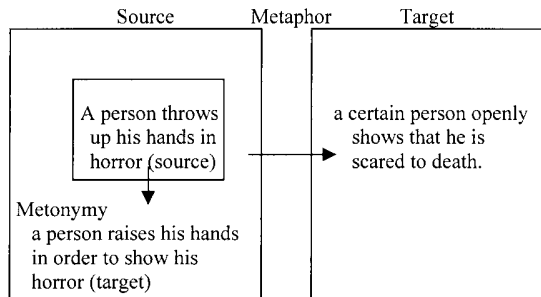 Source Metaphor Target
A person throws
up his hands in
horror (source)
a certain person openly
shows that he is
scared to death.
Metonymy
a person raises his hands
in order to show his
horror (target)